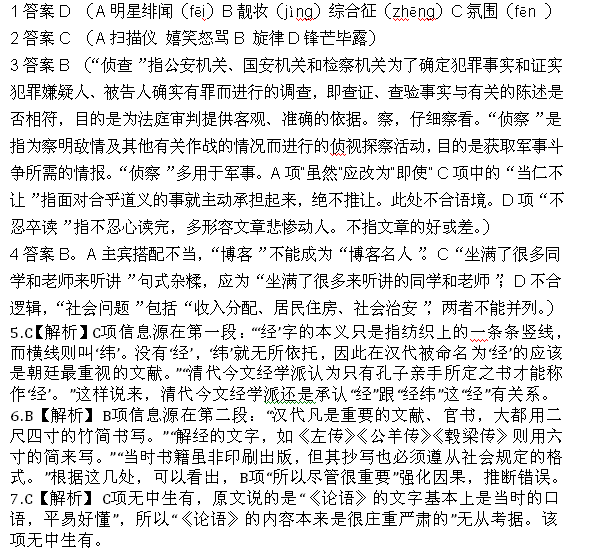 1答案D （A明星绯闻（fēi）B靓妆（jìng）综合征（zhēng）C氛围（fēn ）
2答案C （A扫描仪 嬉笑怒骂B 旋律D锋芒毕露）
3答案B （“侦查”指公安机关、国安机关和检察机关为了确定犯罪事实和证实
犯罪嫌疑人、被告人确实有罪而进行的调查，即查证、查验事实与有关的陈述是
否相符，目的是为法庭审判提供客观、准确的依据。察，仔细察看。“侦察”是
指为察明敌情及其他有关作战的情况而进行的侦视探察活动，目的是获取军事斗
争所需的情报。“侦察”多用于军事。A项“虽然”应改为“即使”C项中的“当仁不
让”指面对合乎道义的事就主动承担起来，绝不推让。此处不合语境。D项“不
忍卒读”指不忍心读完，多形容文章悲惨动人。不指文章的好或差。）
4答案B。A主宾搭配不当，“博客”不能成为“博客名人”。C“坐满了很多同
学和老师来听讲”句式杂糅，应为“坐满了很多来听讲的同学和老师”；D不合
逻辑，“社会问题”包括“收入分配、居民住房、社会治安”，两者不能并列。）
5.C【解析】C项信息源在第一段：“‘经’字的本义只是指纺织上的一条条竖线，
而横线则叫‘纬’。没有‘经’，‘纬’就无所依托，因此在汉代被命名为‘经’的应该
是朝廷最重视的文献。”“清代今文经学派认为只有孔子亲手所定之书才能称
作‘经’。”这样说来，清代今文经学派还是承认“经”跟“经纬”这“经”有关系。
6.B【解析】B项信息源在第二段：“汉代凡是重要的文献、官书，大都用二
尺四寸的竹简书写。”“解经的文字，如《左传》《公羊传》《榖梁传》则用六
寸的简来写。”“当时书籍虽非印刷出版，但其抄写也必须遵从社会规定的格
式。”根据这几处，可以看出，B项“所以尽管很重要”强化因果，推断错误。
7.C【解析】C项无中生有，原文说的是“《论语》的文字基本上是当时的口
语，平易好懂”，所以“《论语》的内容本来是很庄重严肃的”无从考据。该
项无中生有。